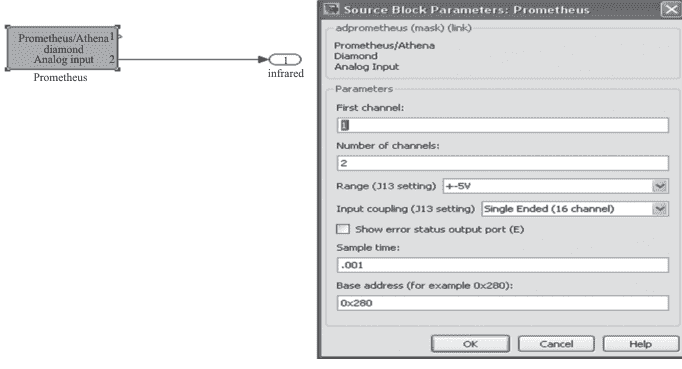 Prometheus/Athena 1
diamond
Analog input 2
Prometheus
1
infrared
Source Block Parameters: Prometheus
adprometheus (mask) (link)
Prometheus/Athena
Diamond
Analog Input
Parameters
First channel:
1
Number of channels:
2
Range (J13 setting) +-5V
Input coupling (J13 setting) Single Ended (16 channel)
Show error status output port (E)
Sample time:
.001
Base address (for example 0x280):
0x280
OK Cancel Help